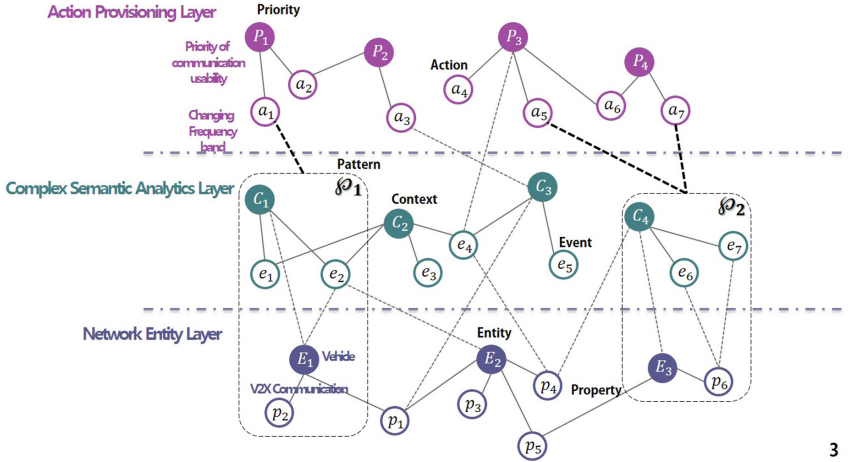 Action Provisioning Layer
Priority
P1
P2
P3
P4
Priority of
communication
usability
Action
a1
a2
a3
a4
a5
a6
a7
Changing
Frequency
band
Pattern
℘1
℘2
Complex Semantic Analytics Layer
C1
Context
C2
C3
C4
Event
e1
e2
e3
e4
e5
e6
e7
Network Entity Layer
Entity
E1
Vehicle
E2
E3
V2X Communication
Property
p1
p2
p3
p4
p5
p6
3